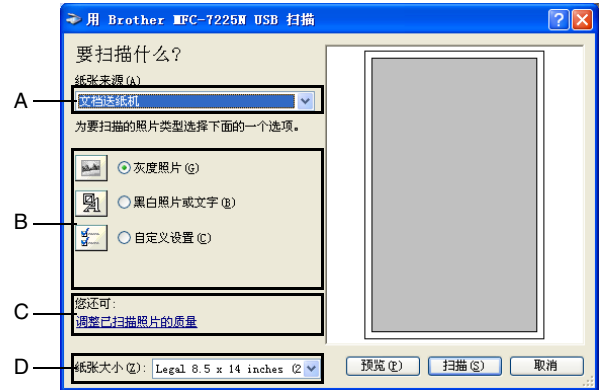 用 Brother MFC-7225N USB 扫描
要扫描什么?
纸张来源(A)
A
文档送纸机
为要扫描的照片类型选择下面的一个选项。
灰度照片(G)
黑白照片或文字(B)
B
自定义设置(C)
您还可:
C
调整已扫描照片的质量
D
纸张大小(Z): Legal 8.5 x 14 inches (2
预览(P) 扫描(S) 取消